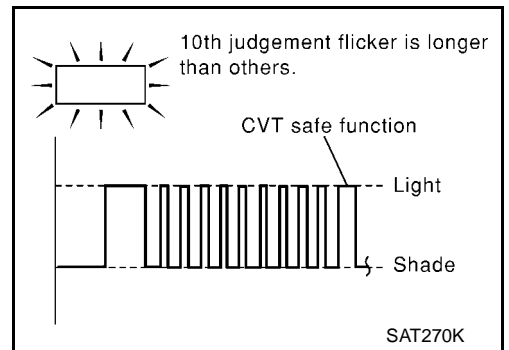 10th judgement flicker is longer
than others.
CVT safe function
Light
Shade
SAT270K